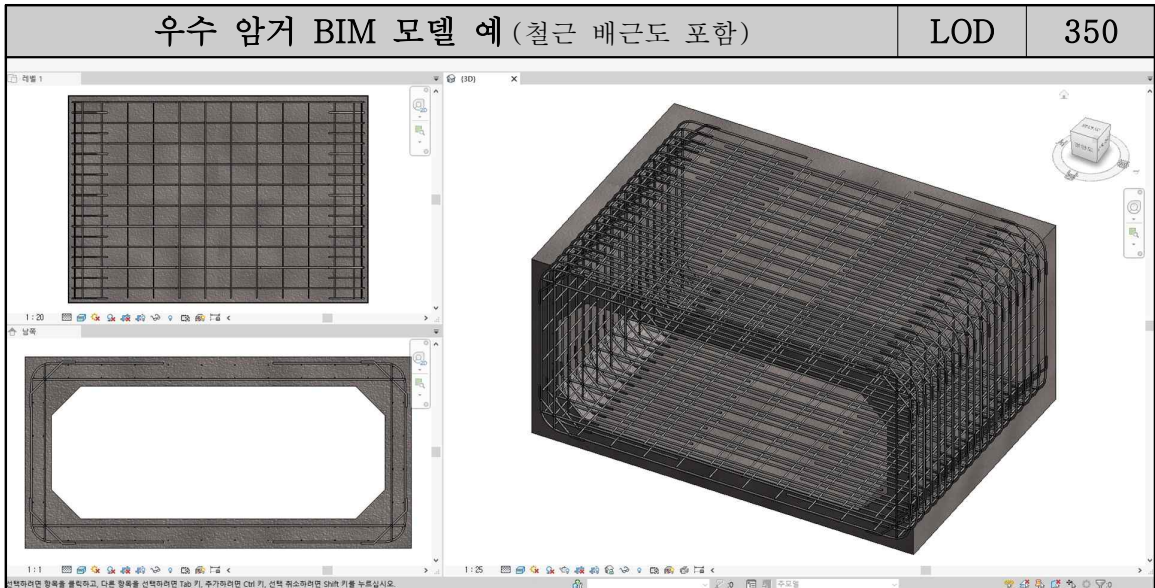 우수 암거 BIM 모델 예(철근 배근도 포함)
LOD
350
레벨 1
{3D}
1 : 20
남쪽
1 : 1
1 : 25
선택하려면 항목을 클릭하고, 다른 항목을 선택하려면 Tab 키, 추가하려면 Ctrl 키, 선택 취소하려면 Shift 키를 누르십시오.
:0
주모델
:0